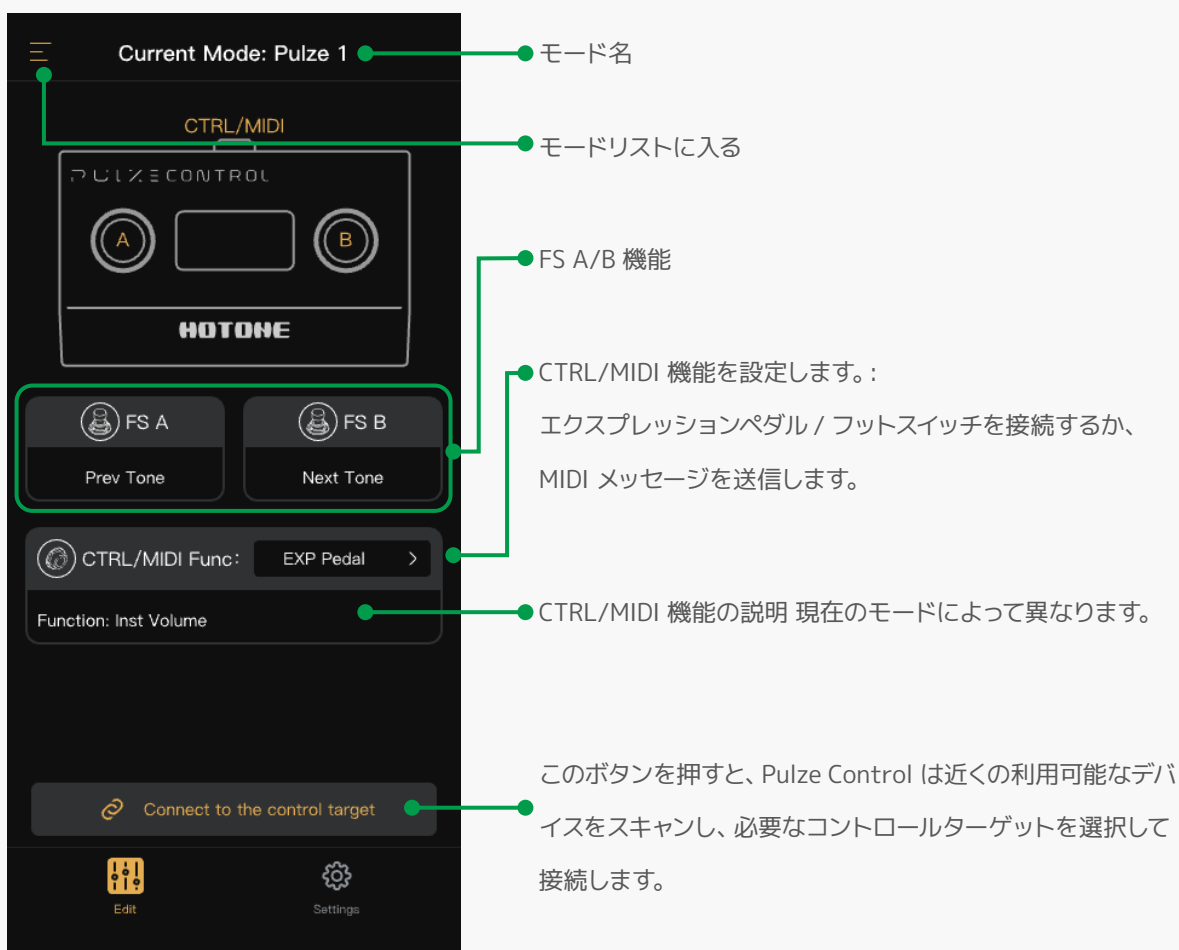 Current Mode: Pulze 1
モード名
CTRL/MIDI
モードリストに入る
PULZECONTROL
A
B
FS A/B 機能
HOTONE
CTRL/MIDI 機能を設定します。:
エクスプレッションペダル / フットスイッチを接続するか、
MIDI メッセージを送信します。
FS A
FS B
Prev Tone
Next Tone
CTRL/MIDI Func:
EXP Pedal >
Function: Inst Volume
CTRL/MIDI 機能の説明 現在のモードによって異なります。
Connect to the control target
このボタンを押すと、Pulze Control は近くの利用可能なデバ
イスをスキャンし、必要なコントロールターゲットを選択して
接続します。
Edit
Settings